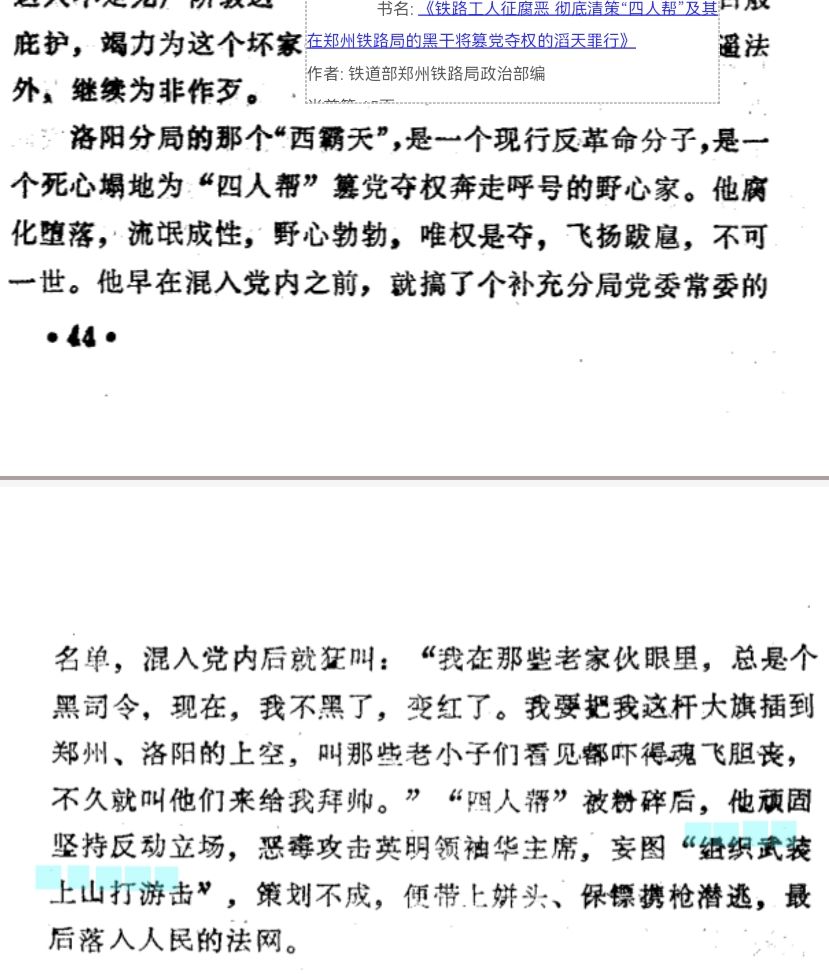 庇护，竭力为这个坏家
遥法
外，继续为非作歹。
书名: 《铁路工人征腐恶 彻底清策“四人帮”及其
在郑州铁路局的黑干将篡党夺权的滔天罪行》
作者: 铁道部郑州铁路局政治部编
洛阳分局的那个“西霸天”，是一个现行反革命分子，是一
个死心塌地为“四人帮”篡党夺权奔走呼号的野心家。他腐
化堕落，流氓成性，野心勃勃，唯权是夺，飞扬跋扈，不可
一世。他早在混入党内之前，就搞了个补充分局党委常委的
•44•
名单，混入党内后就狂叫：“我在那些老家伙眼里，总是个
黑司令，现在，我不黑了，变红了。我要把我这杆大旗插到
郑州、洛阳的上空，叫那些老小子们看见都吓得魂飞胆丧，
不久就叫他们来给我拜帅。”“四人帮”被粉碎后，他顽固
坚持反动立场，恶毒攻击英明领袖华主席，妄图“组织武装
上山打游击”，策划不成，便带上姘头、保镖携枪潜逃，最
后落入人民的法网。